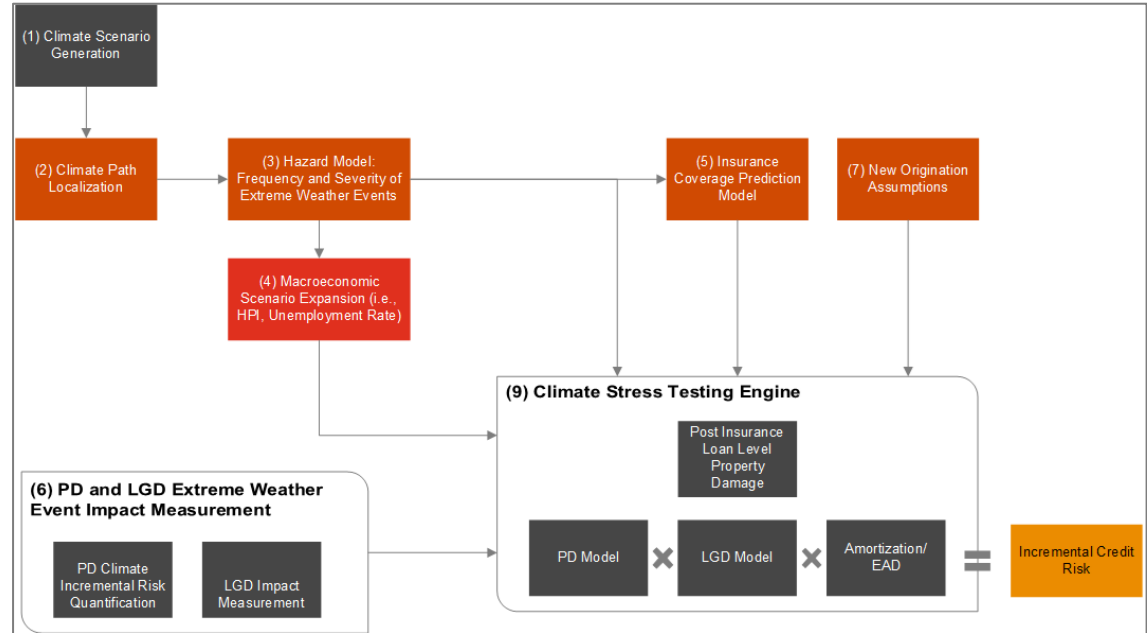 (1) Climate Scenario
Generation
(2) Climate Path
Localization
(3) Hazard Model:
Frequency and Severity of
Extreme Weather Events
(5) Insurance
Coverage Prediction
Model
(7) New Origination
Assumptions
(4) Macroeconomic
Scenario Expansion (i.e.,
HPI, Unemployment Rate)
(9) Climate Stress Testing Engine
Post Insurance
Loan Level
Property
Damage
(6) PD and LGD Extreme Weather
Event Impact Measurement
PD Climate
Incremental Risk
Quantification
LGD Impact
Measurement
PD Model
×
LGD Model
×
Amortization/
EAD
=
Incremental Credit
Risk